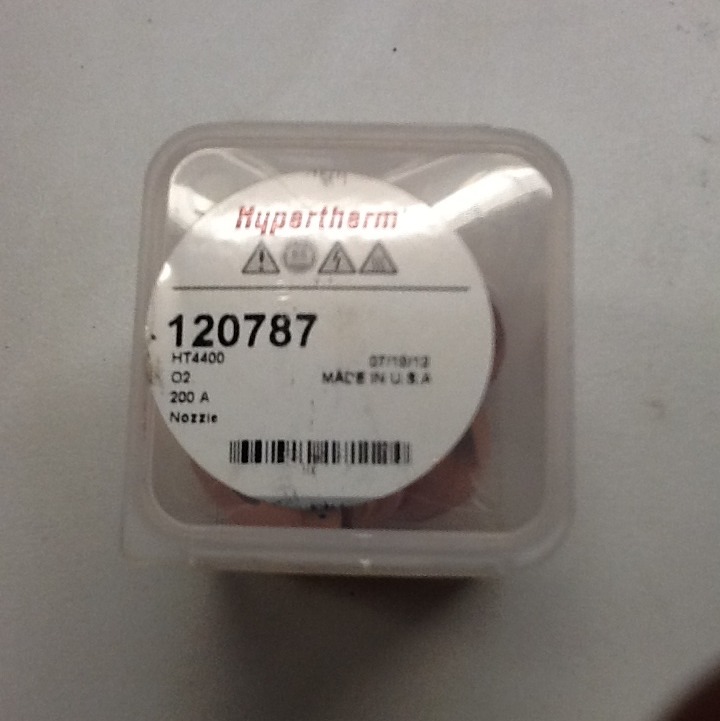 Hypertherm
120787
HT4400
O2
MADE IN U.S.A
200 A
Nozzle